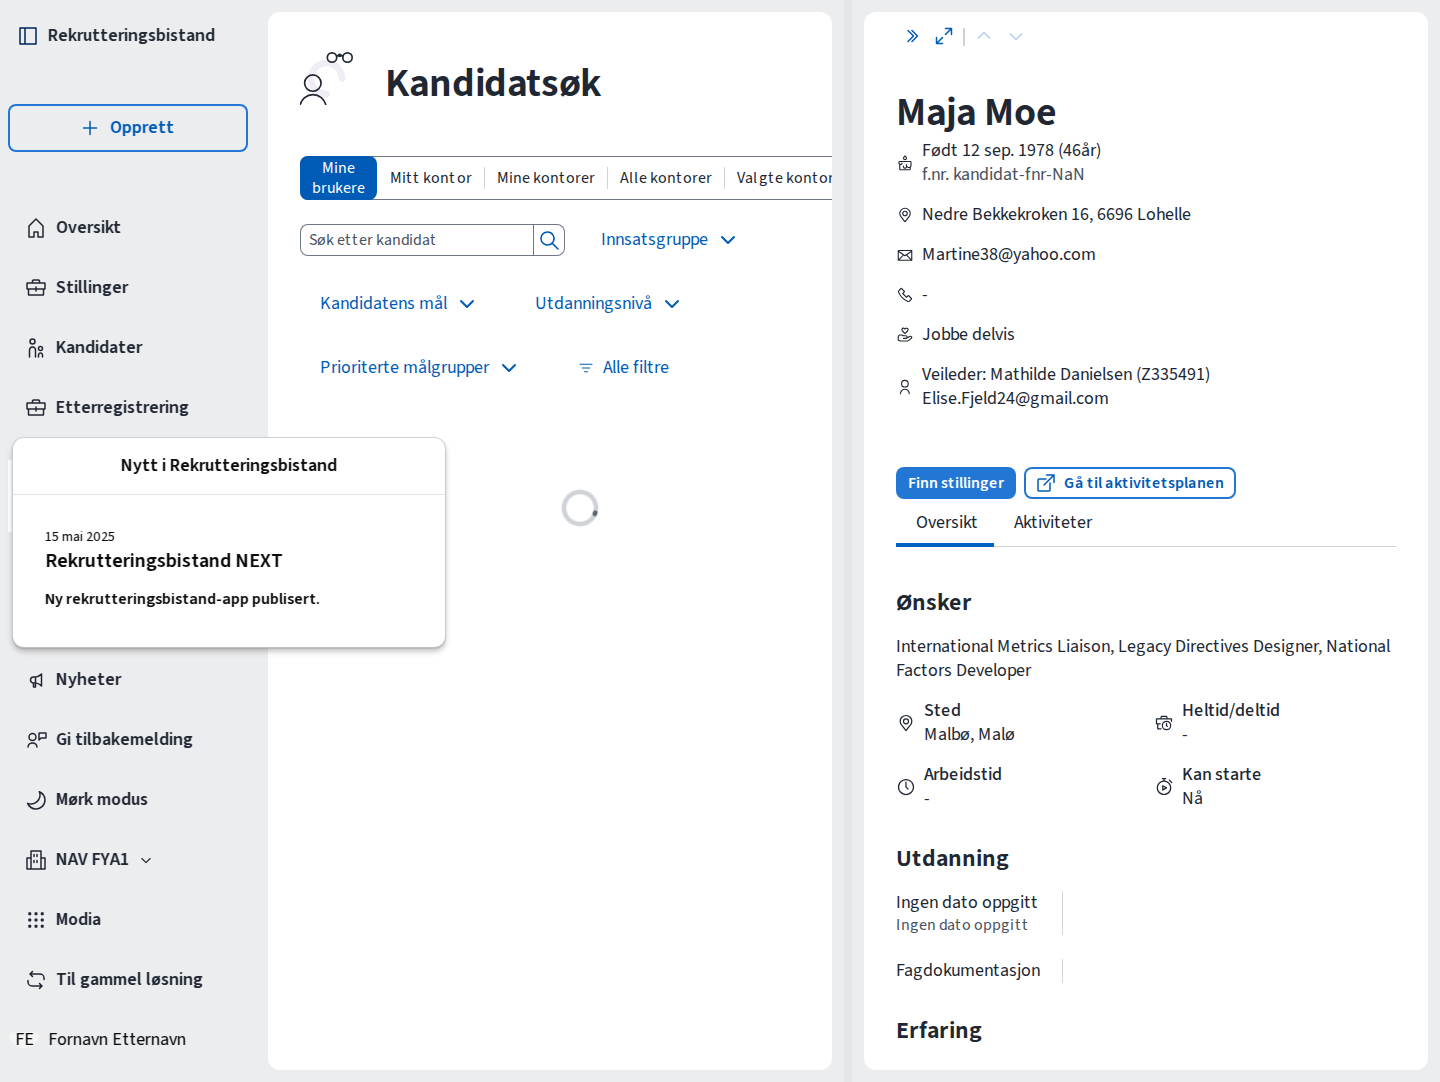 Rekrutteringsbistand
Opprett
Oversikt
Stillinger
Kandidater
Etterregistrering
Nytt i Rekrutteringsbistand
15 mai 2025
Rekrutteringsbistand NEXT
Ny rekrutteringsbistand-app publisert.
Nyheter
Gi tilbakemelding
Mørk modus
NAV FYA1
Modia
Til gammel løsning
FE Fornavn Etternavn
Kandidatsøk
Mine brukere
Mitt kontor
Mine kontorer
Alle kontorer
Valgte kontor
Søk etter kandidat
Innsatsgruppe
Kandidatens mål
Utdanningsnivå
Prioriterte målgrupper
Alle filtre
Maja Moe
Født 12 sep. 1978 (46år)
f.nr. kandidat-fnr-NaN
Nedre Bekkekroken 16, 6696 Lohelle
Martine38@yahoo.com
-
Jobbe delvis
Veileder: Mathilde Danielsen (Z335491)
Elise.Fjeld24@gmail.com
Finn stillinger
Gå til aktivitetsplanen
Oversikt
Aktiviteter
Ønsker
International Metrics Liaison, Legacy Directives Designer, National
Factors Developer
Sted
Malbø, Malø
Heltid/deltid
-
Arbeidstid
-
Kan starte
Nå
Utdanning
Ingen dato oppgitt
Ingen dato oppgitt
Fagdokumentasjon
Erfaring